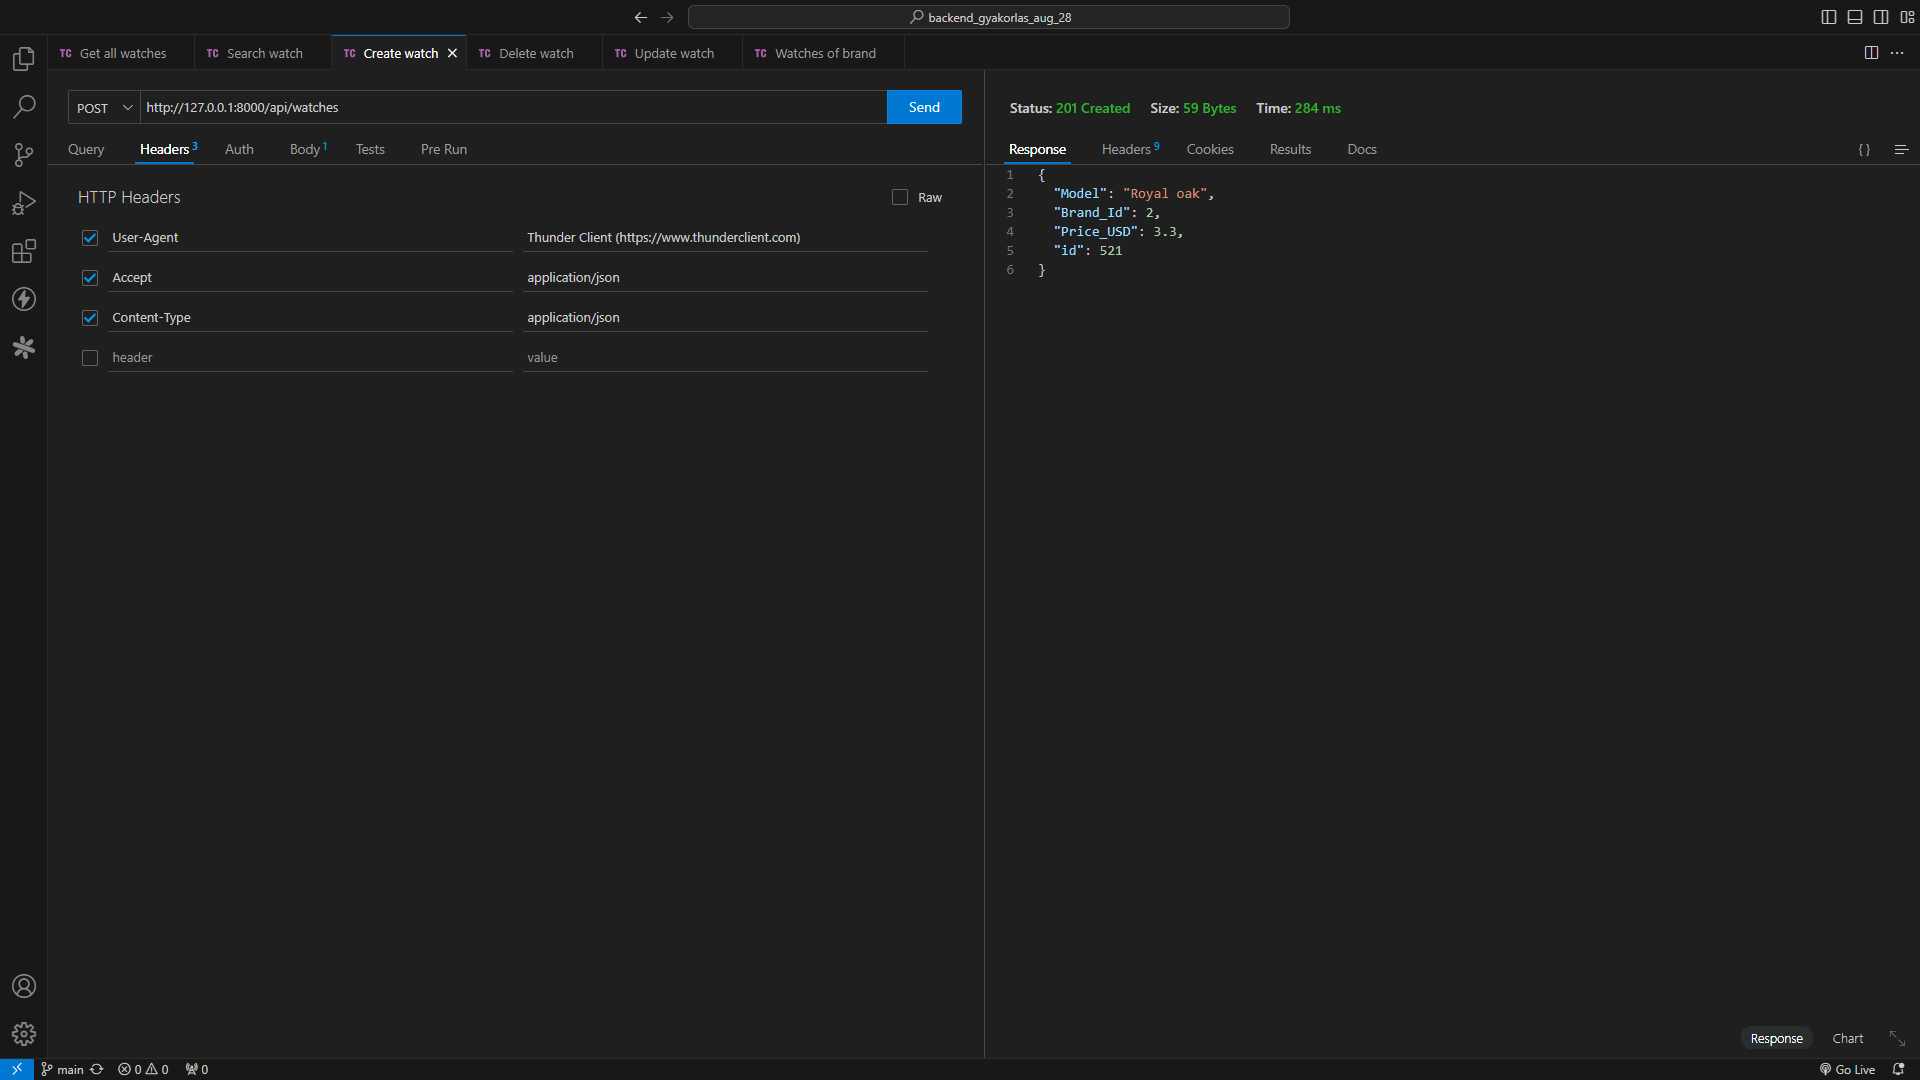 backend_gyakorlas_aug_28
TC Get all watches TC Search watch TC Create watch TC Delete watch TC Update watch TC Watches of brand
POST http://127.0.0.1:8000/api/watches Send
Query Headers 3 Auth Body 1 Tests Pre Run
HTTP Headers Raw
User-Agent Thunder Client (https://www.thunderclient.com)
Accept application/json
Content-Type application/json
header value
Status: 201 Created Size: 59 Bytes Time: 284 ms
Response Headers 9 Cookies Results Docs { }
1 {
2 "Model": "Royal oak",
3 "Brand_Id": 2,
4 "Price_USD": 3.3,
5 "id": 521
6 }
Response Chart
main 0 0 0 Go Live